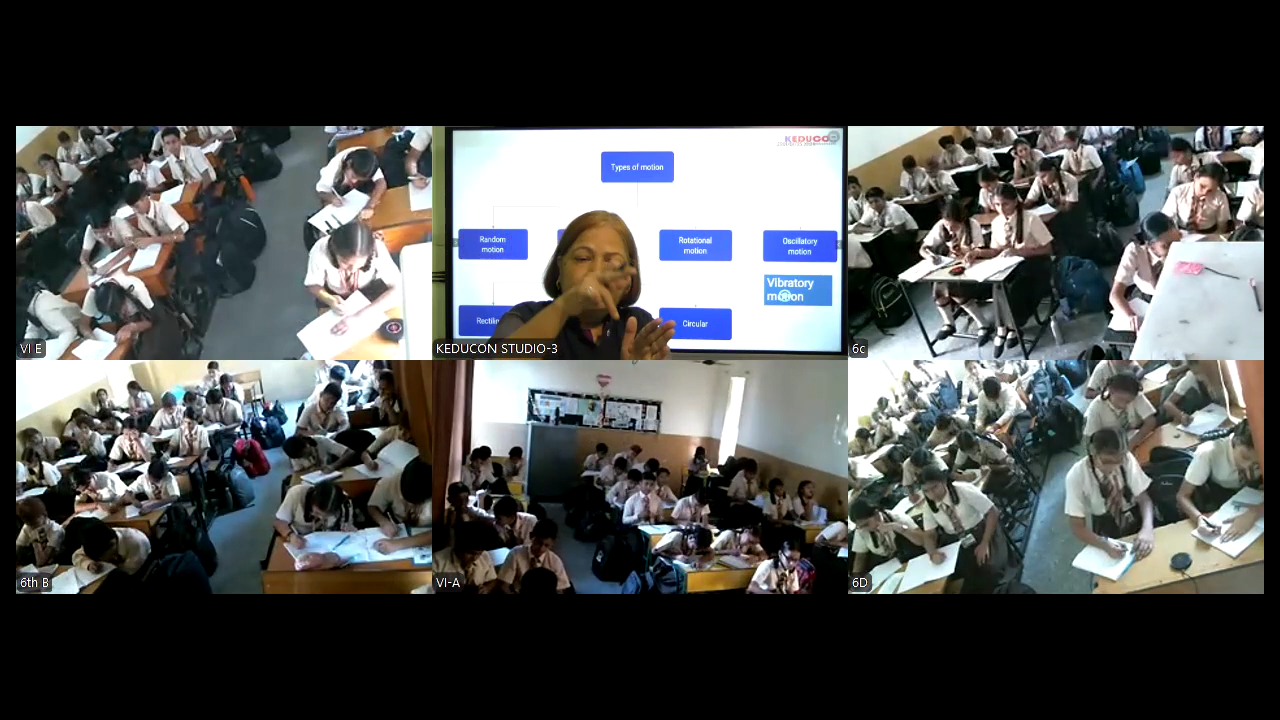 KEDUCO
Types of motion
Random
motion
Rotational
motion
Oscillatory
motion
Vibratory
motion
Circular
VI E
KEDUCON STUDIO-3
6c
6th B
VI-A
6D